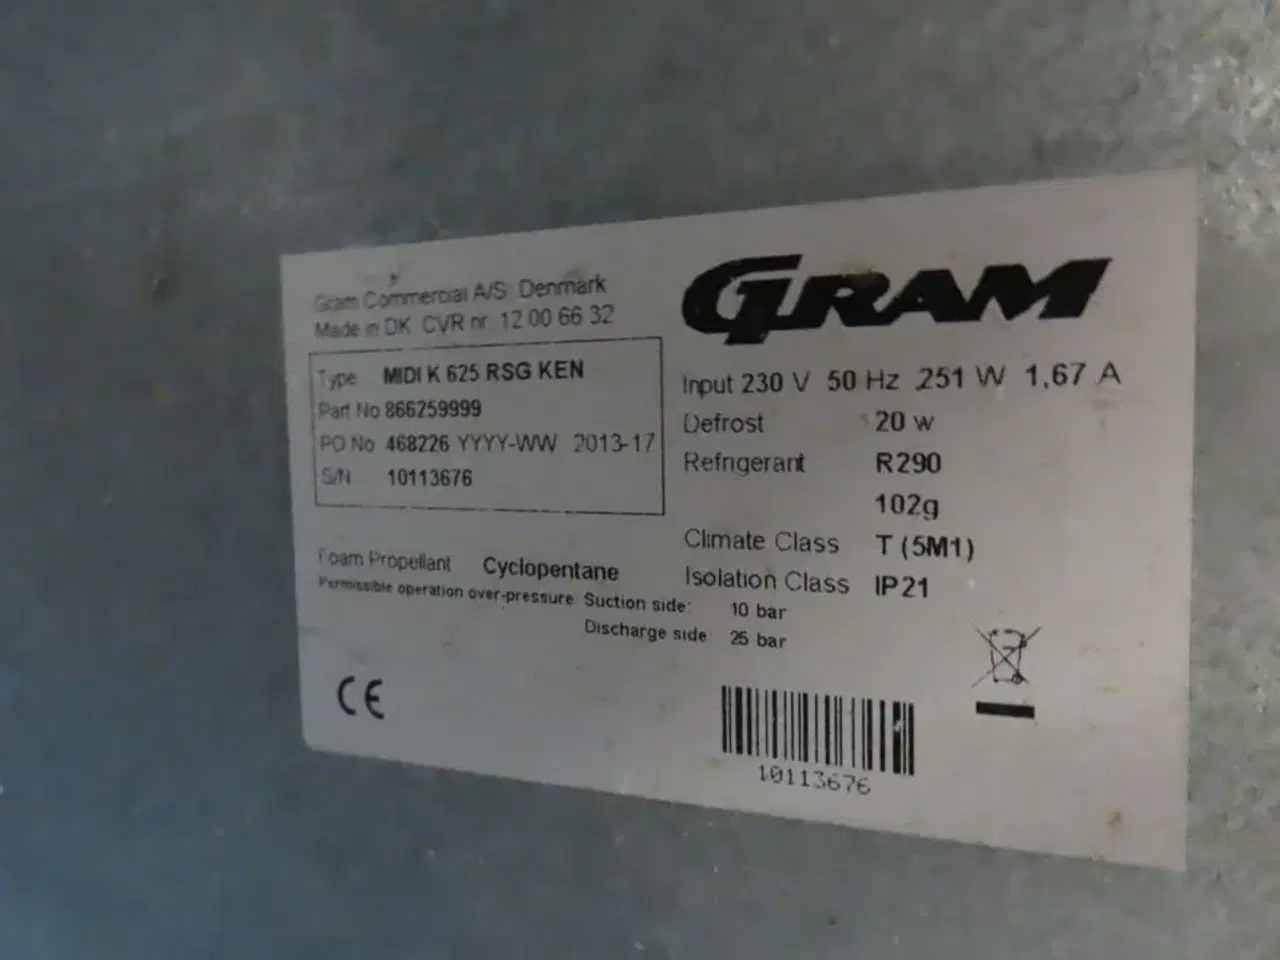 Gram Commercial A/S Denmark
Made in DK CVR nr. 12 00 66 32
GRAM
Type MIDI K 625 RSG KEN
Part No 866259999
PO No 468226 YYYY-WW 2013-17
S/N 10113676
Input 230 V 50 Hz 251 W 1,67 A
Defrost 20 w
Refrigerant R290
102g
Climate Class T (5M1)
Isolation Class IP21
Foam Propellant Cyclopentane
Permissible operation over-pressure: Suction side: 10 bar
Discharge side: 25 bar
CE
10113676